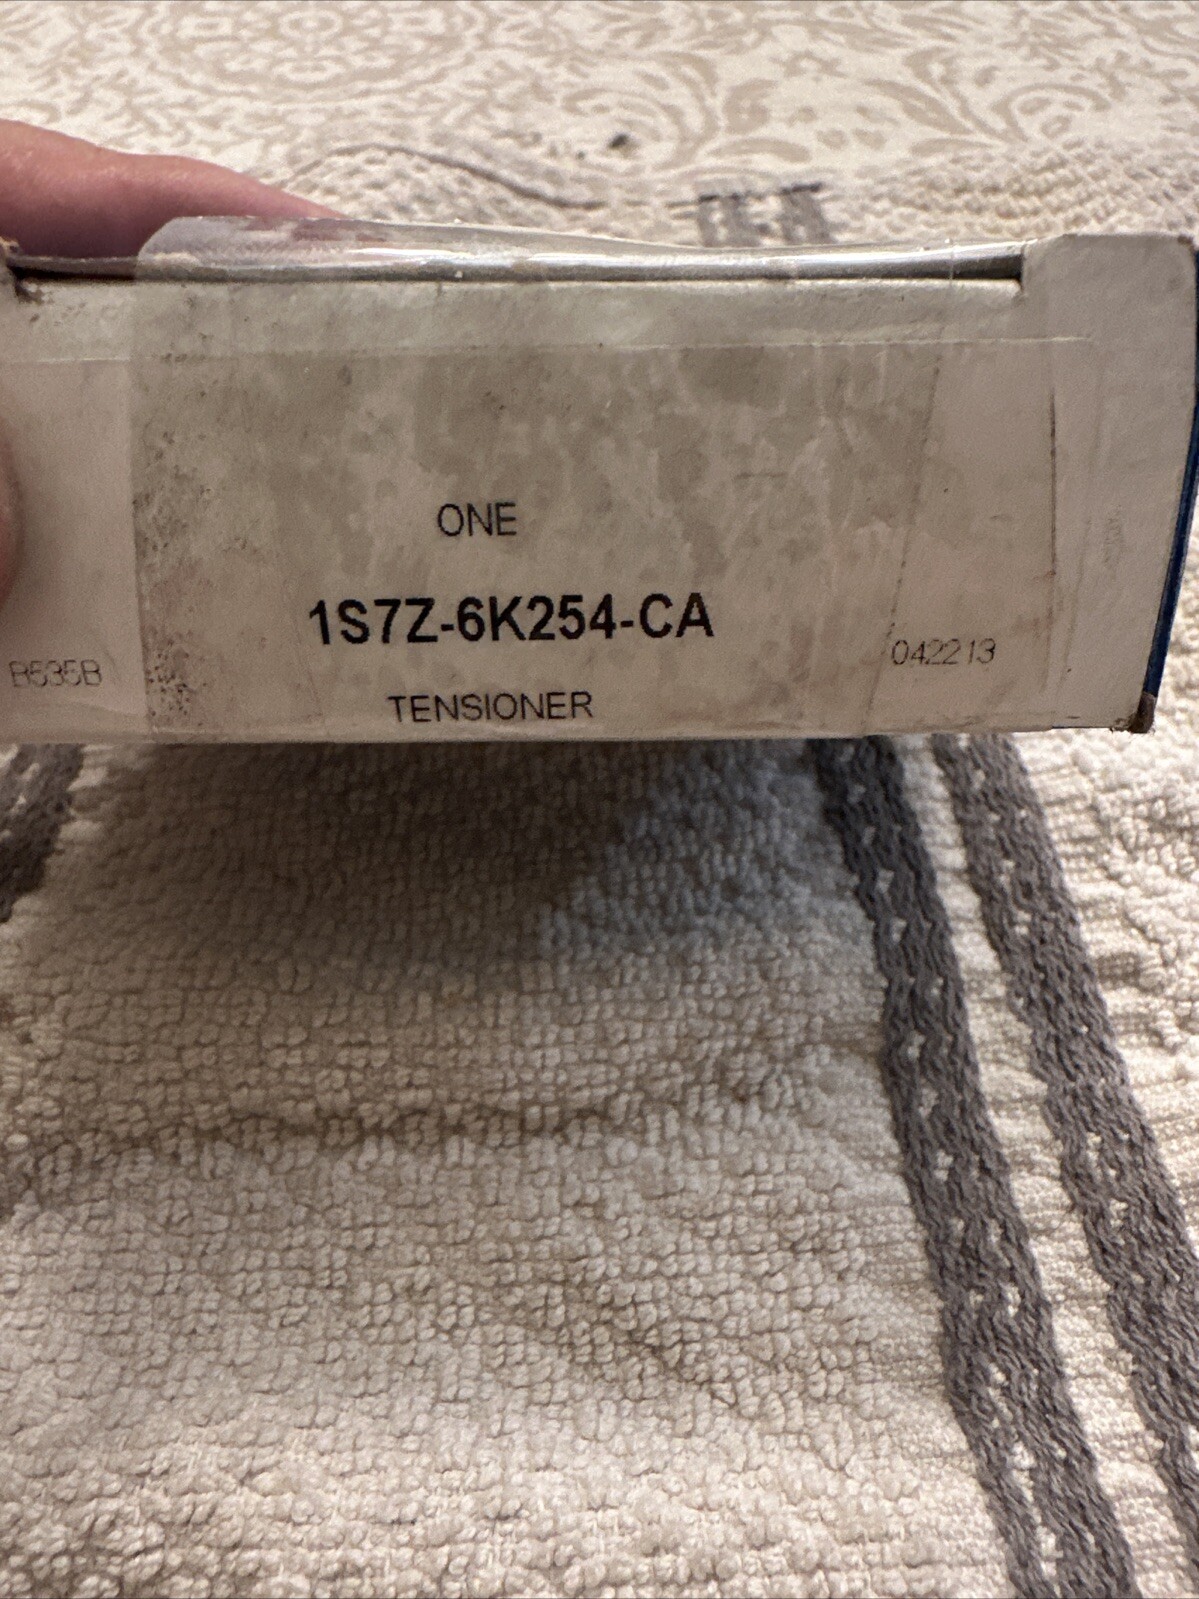 ONE
1S7Z-6K254-CA
B535B
042213
TENSIONER